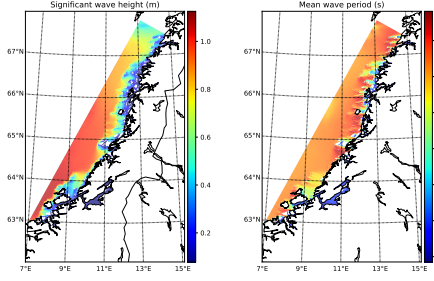 Significant wave height (m)
Mean wave period (s)
67°N
66°N
65°N
64°N
63°N
7°E 9°E 11°E 13°E 15°E
1.0
0.8
0.6
0.4
0.2
67°N
66°N
65°N
64°N
63°N
7°E 9°E 11°E 13°E 15°E